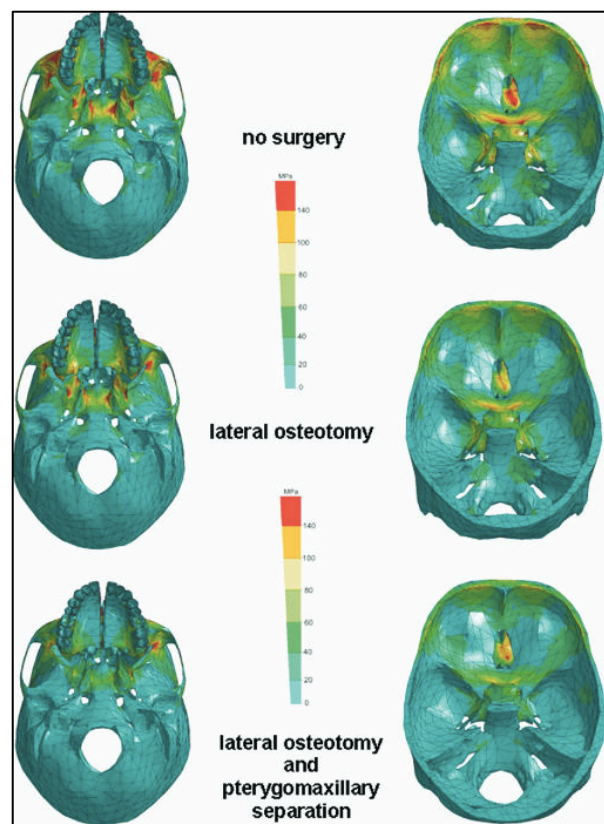 no surgery
MPa
140
100
80
60
40
20
0
lateral osteotomy
MPa
140
100
80
60
40
20
0
lateral osteotomy
and
pterygomaxillary
separation